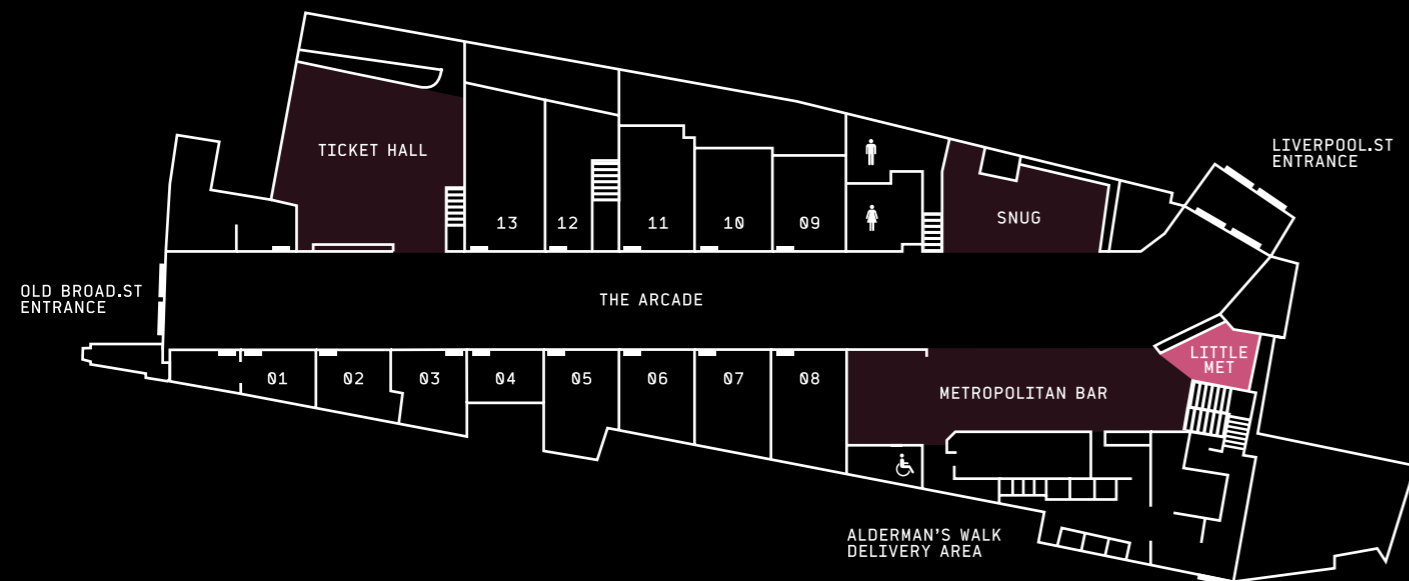 LIVERPOOL.ST
ENTRANCE
TICKET HALL
13
12
11
10
09
SNUG
OLD BROAD.ST
ENTRANCE
THE ARCADE
01
02
03
04
05
06
07
08
METROPOLITAN BAR
LITTLE
MET
ALDERMAN'S WALK
DELIVERY AREA